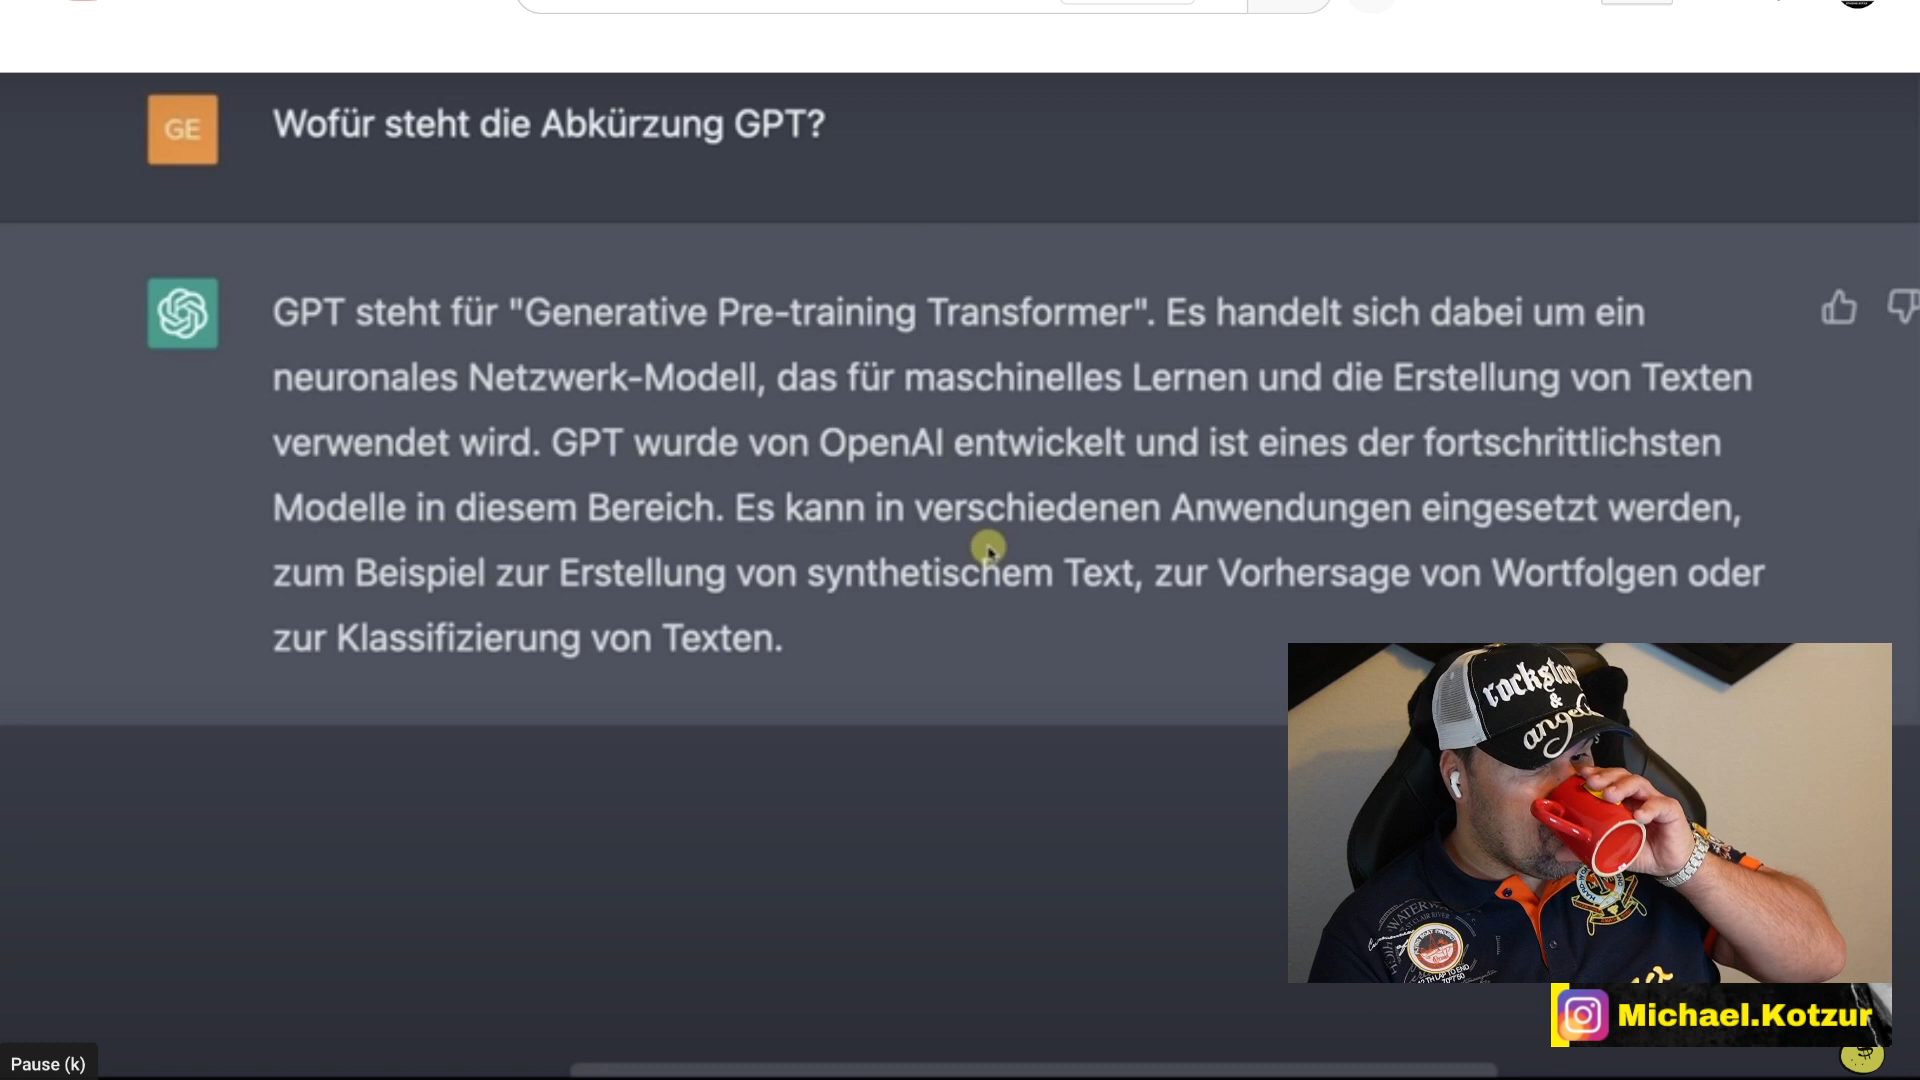 GE
Wofür steht die Abkürzung GPT?
GPT steht für "Generative Pre-training Transformer". Es handelt sich dabei um ein
neuronales Netzwerk-Modell, das für maschinelles Lernen und die Erstellung von Texten
verwendet wird. GPT wurde von OpenAI entwickelt und ist eines der fortschrittlichsten
Modelle in diesem Bereich. Es kann in verschiedenen Anwendungen eingesetzt werden,
zum Beispiel zur Erstellung von synthetischem Text, zur Vorhersage von Wortfolgen oder
zur Klassifizierung von Texten.
rockstars
&
angels
Michael.Kotzur
Pause (k)